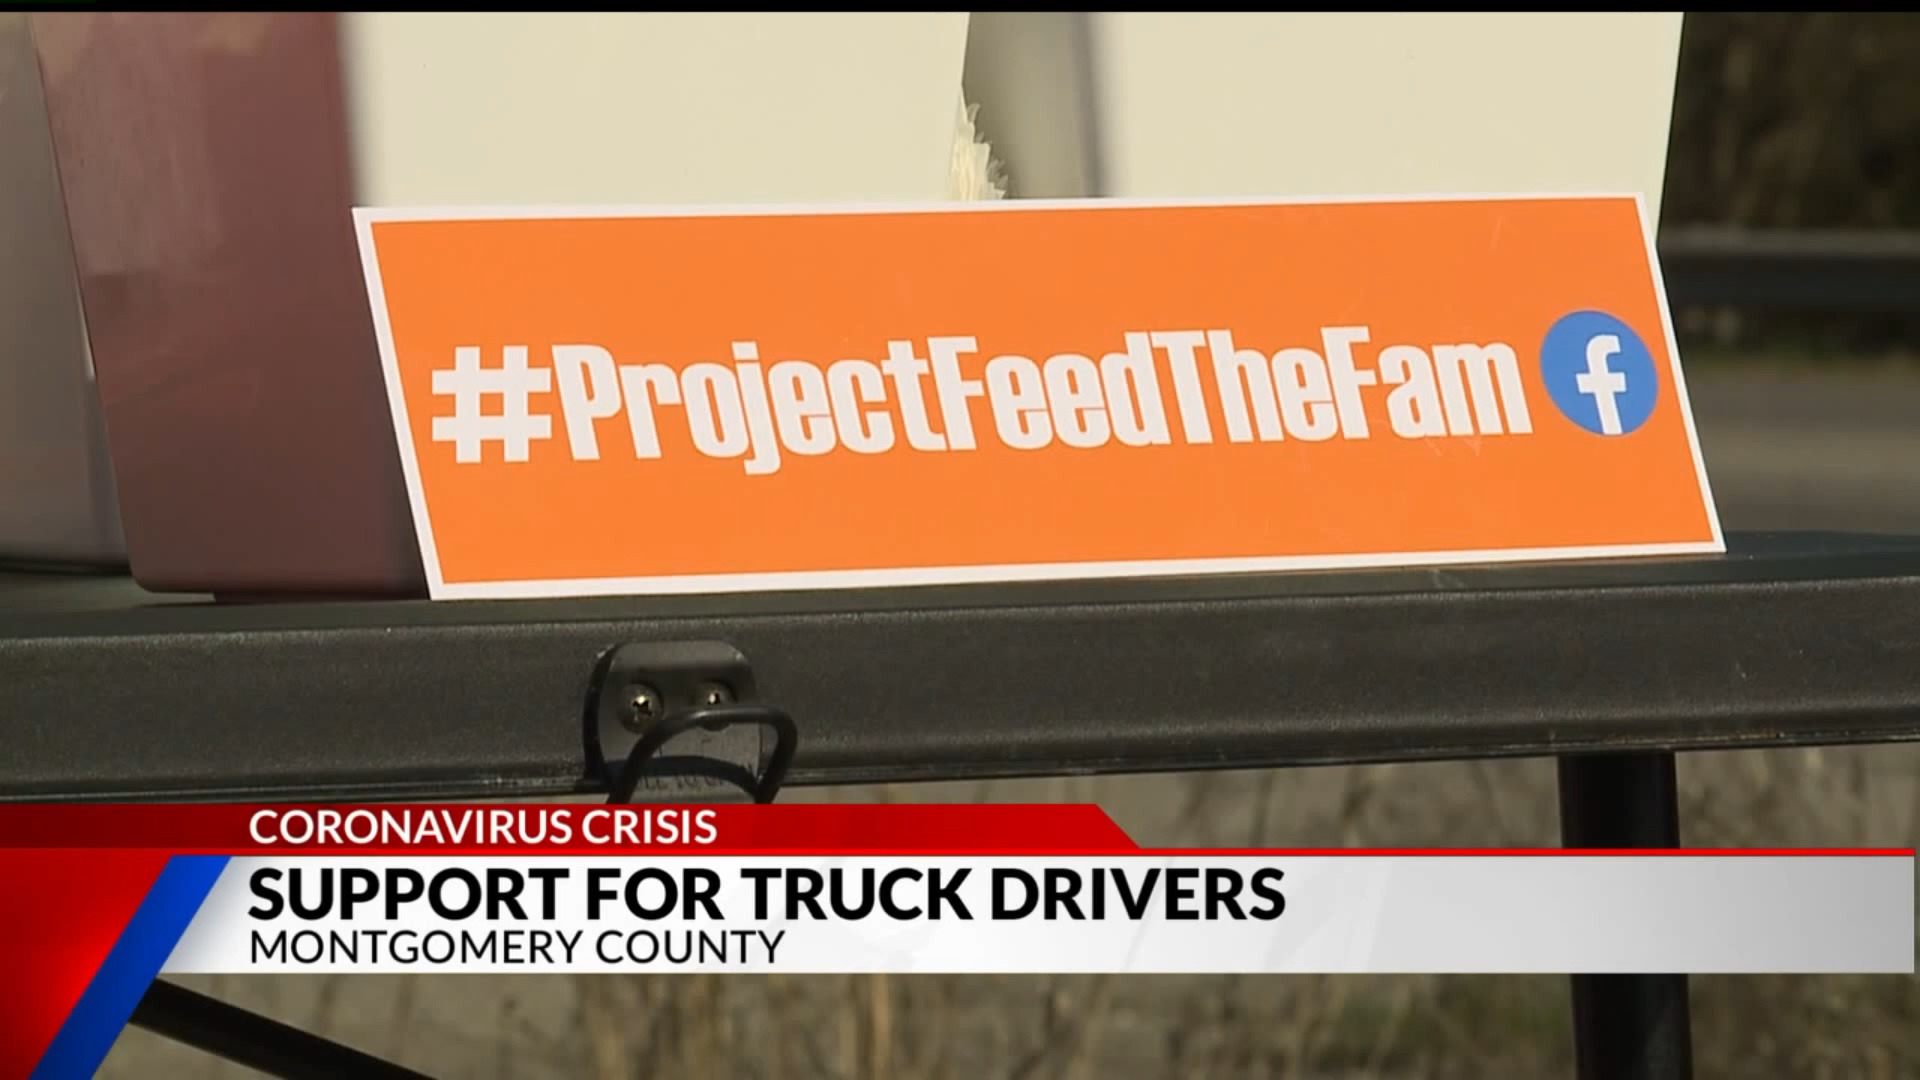 #ProjectFeedTheFam f
CORONAVIRUS CRISIS
SUPPORT FOR TRUCK DRIVERS
MONTGOMERY COUNTY